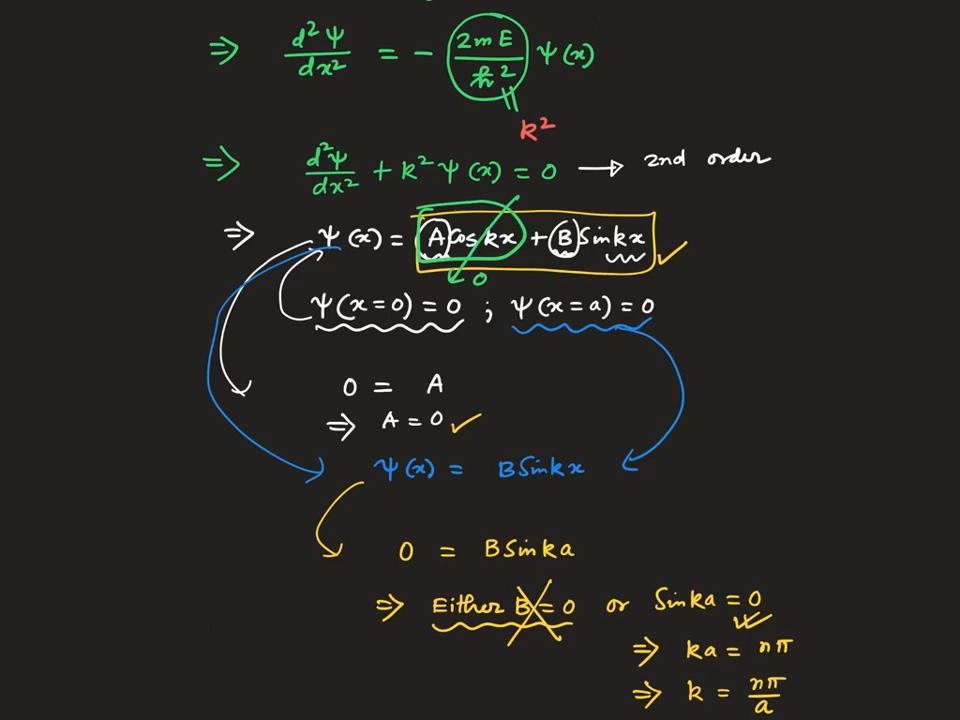 ⇒ d²Ψ/dx² = - (2mE/ℏ²) Ψ(x)
k²
⇒ d²Ψ/dx² + k²Ψ(x) = 0 → 2nd order
⇒ Ψ(x) = A Cos kx + B Sin kx ✓
0
Ψ(x=0) = 0 ; Ψ(x=a) = 0
0 = A
⇒ A = 0 ✓
Ψ(x) = B Sin kx
0 = B Sin ka
⇒ Either B = 0 or Sin ka = 0
⇒ ka = nπ
⇒ k = nπ/a